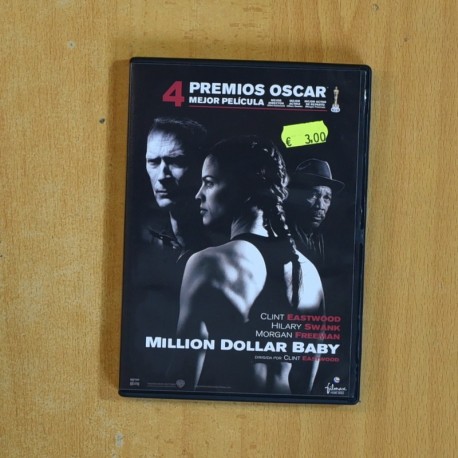 4 PREMIOS OSCAR
MEJOR PELÍCULA
€ 3,00
CLINT EASTWOOD
HILARY SWANK
MORGAN FREEMAN
MILLION DOLLAR BABY
DIRIGIDA POR CLINT EASTWOOD
filmax